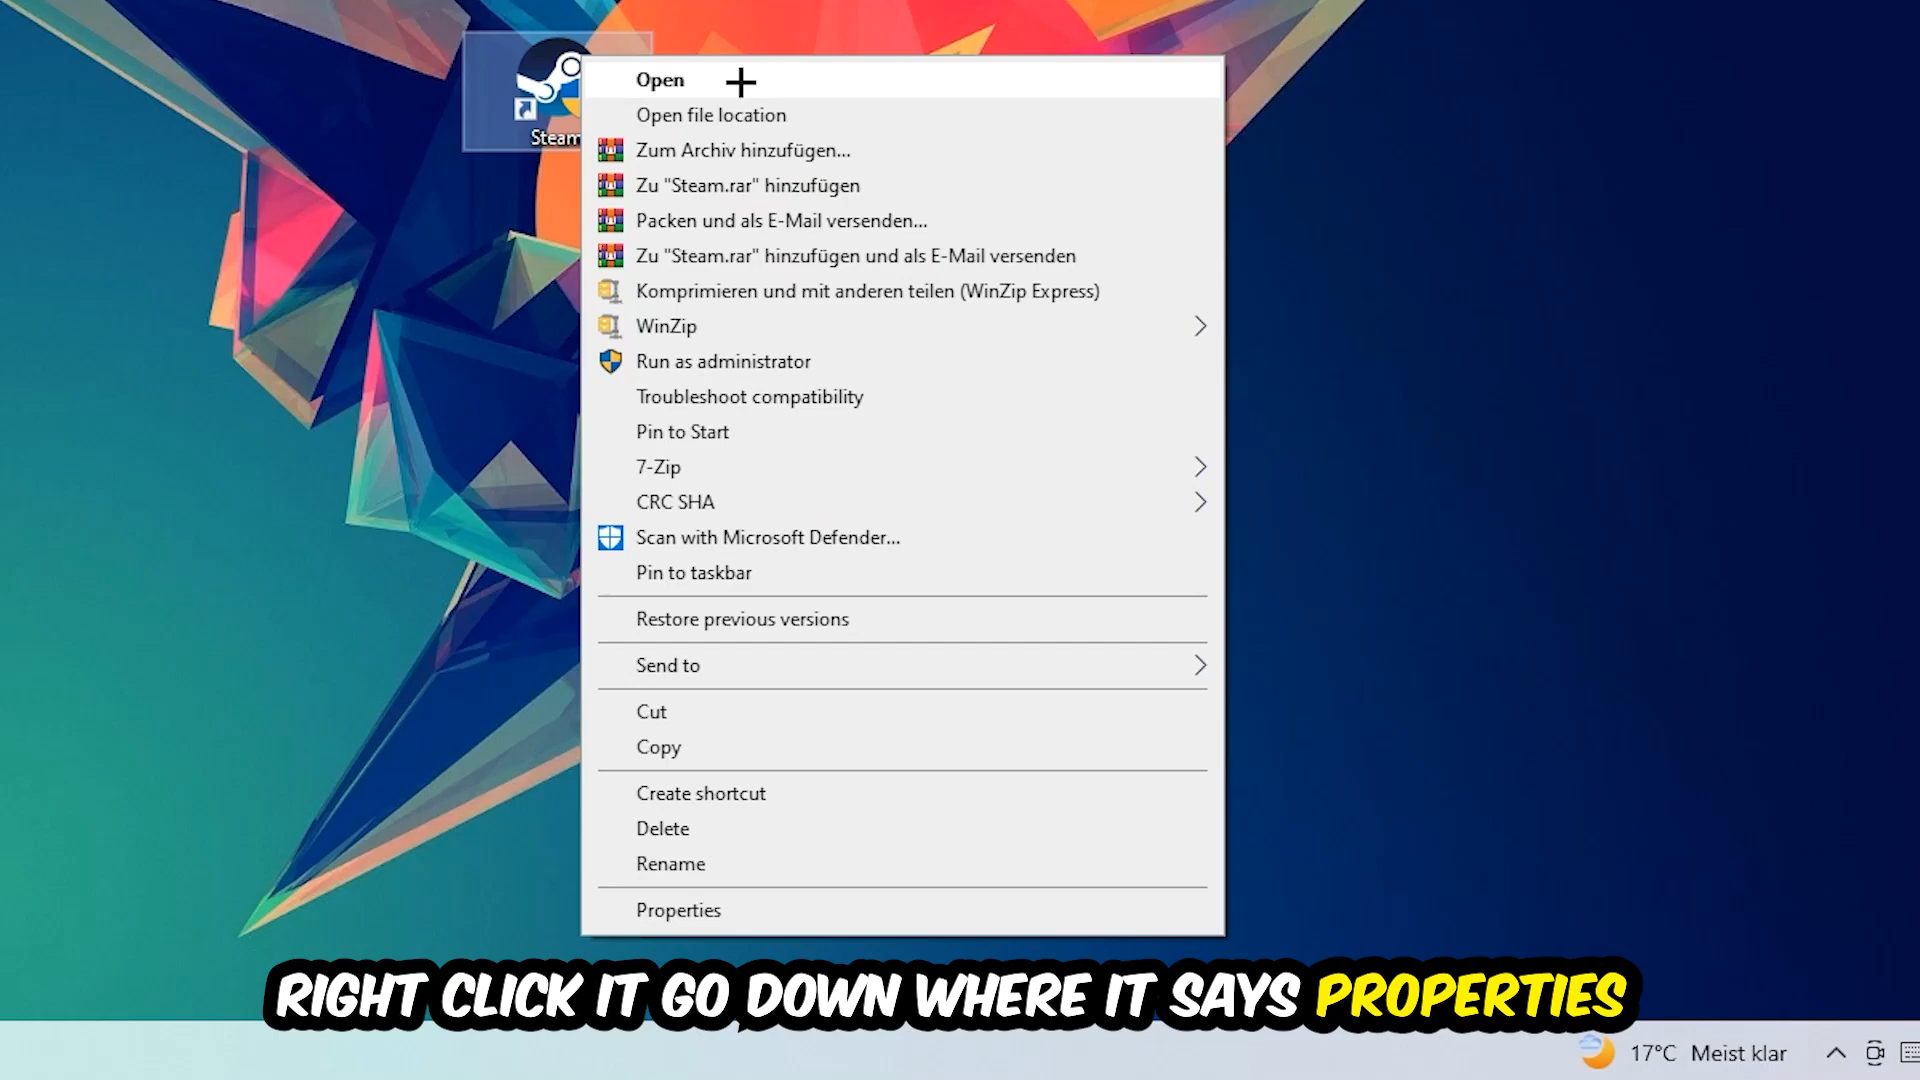 Steam
Open
Open file location
Zum Archiv hinzufügen...
Zu "Steam.rar" hinzufügen
Packen und als E-Mail versenden...
Zu "Steam.rar" hinzufügen und als E-Mail versenden
Komprimieren und mit anderen teilen (WinZip Express)
WinZip
Run as administrator
Troubleshoot compatibility
Pin to Start
7-Zip
CRC SHA
Scan with Microsoft Defender...
Pin to taskbar
Restore previous versions
Send to
Cut
Copy
Create shortcut
Delete
Rename
Properties
RIGHT CLICK IT GO DOWN WHERE IT SAYS PROPERTIES
17°C Meist klar